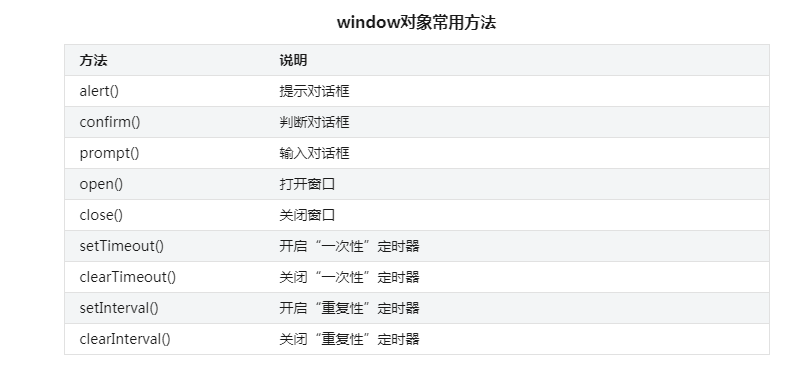 window对象常用方法
方法 说明
alert() 提示对话框
confirm() 判断对话框
prompt() 输入对话框
open() 打开窗口
close() 关闭窗口
setTimeout() 开启“一次性”定时器
clearTimeout() 关闭“一次性”定时器
setInterval() 开启“重复性”定时器
clearInterval() 关闭“重复性”定时器